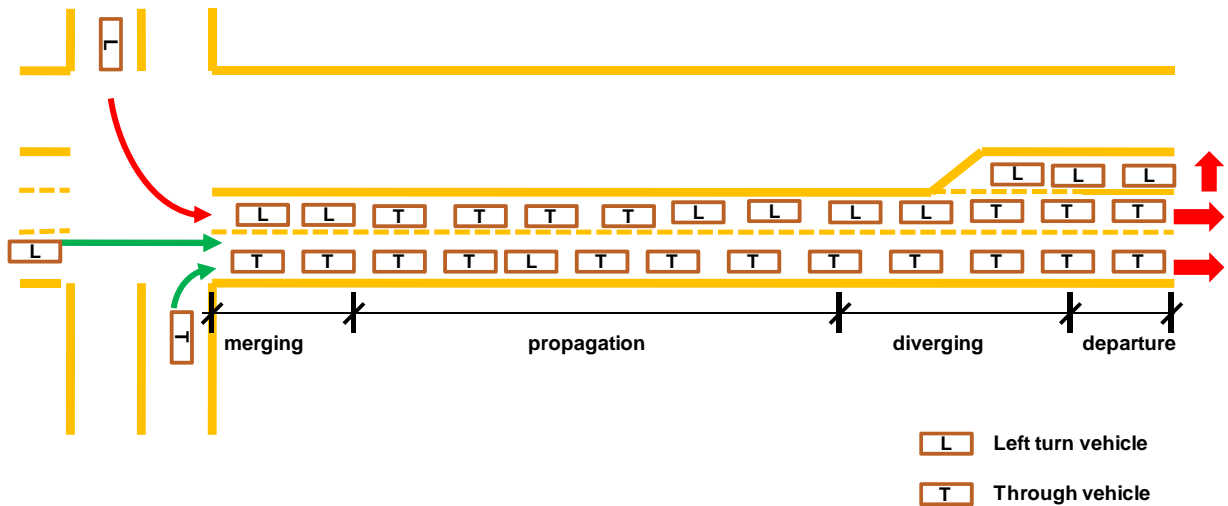 L
L L L
L L T T T T L L L L T T T
L
T T T T L T T T T T T T T
T
merging propagation diverging departure
L Left turn vehicle
T Through vehicle